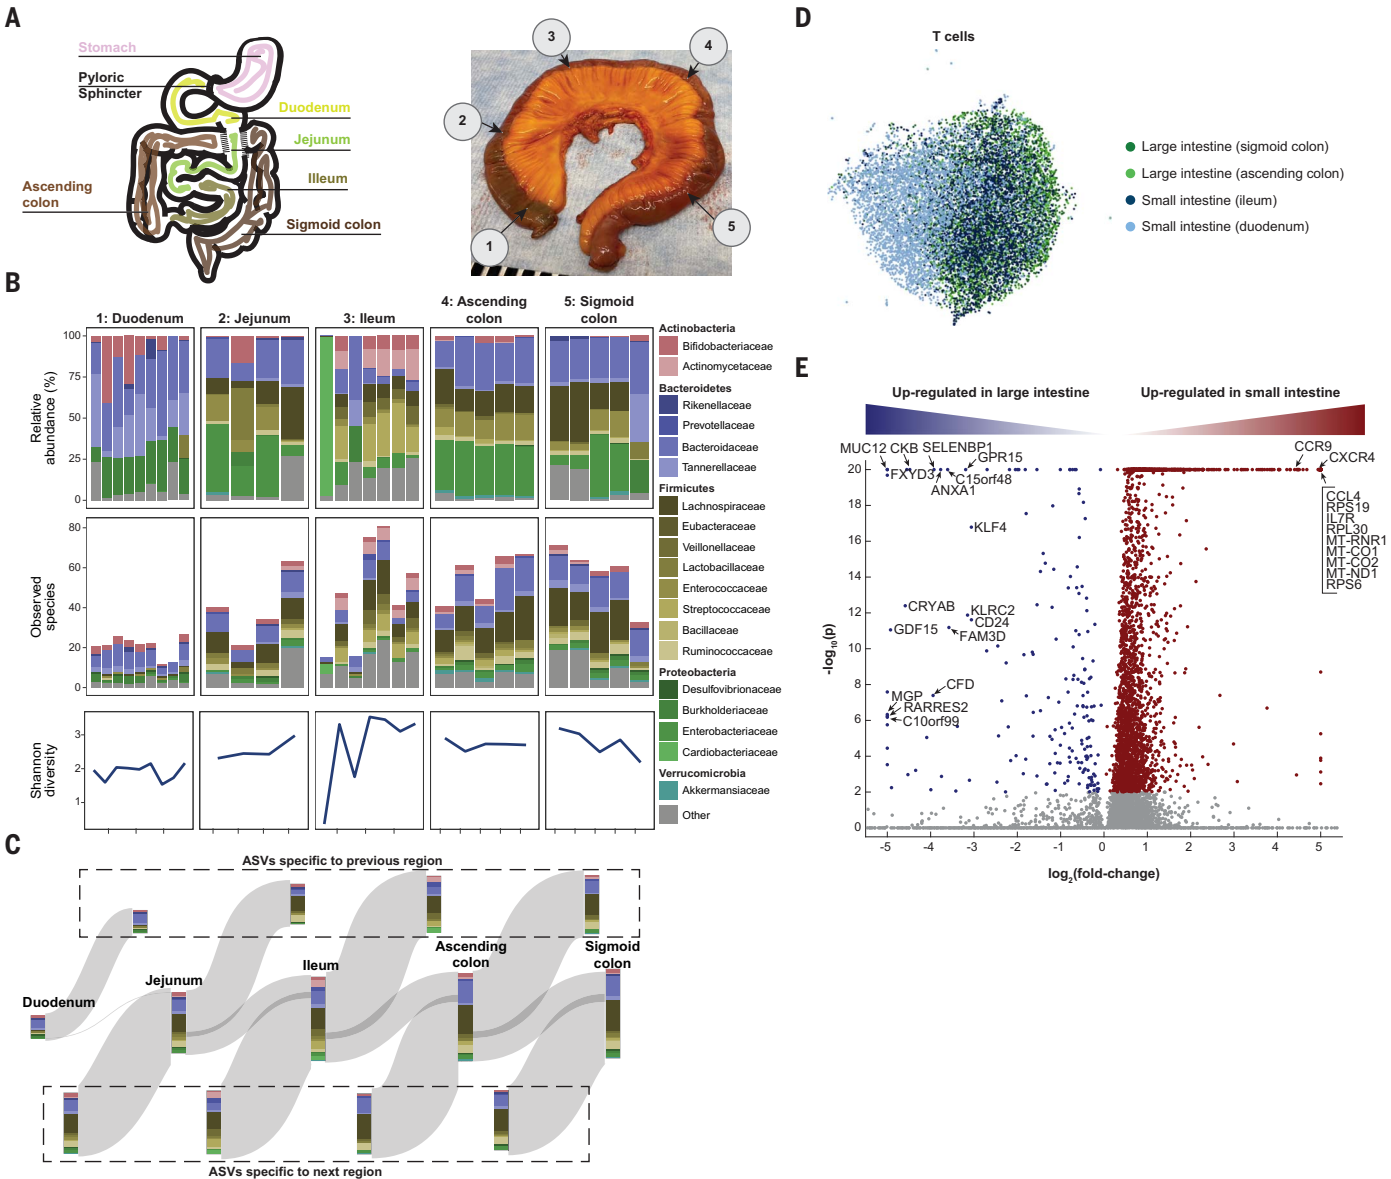 A
Stomach
Pyloric
Sphincter
Duodenum
Jejunum
Illeum
Ascending
colon
Sigmoid colon
3
4
2
1
5
B
1: Duodenum
2: Jejunum
3: Ileum
4: Ascending
colon
5: Sigmoid
colon
Relative
abundance (%)
100
75
50
25
0
Observed
species
80
60
40
20
0
Shannon
diversity
3
2
1
Actinobacteria
Bifidobacteriaceae
Actinomycetaceae
Bacteroidetes
Rikenellaceae
Prevotellaceae
Bacteroidaceae
Tannerellaceae
Firmicutes
Lachnospiraceae
Eubacteraceae
Veillonellaceae
Lactobacillaceae
Enterococcaceae
Streptococcaceae
Bacillaceae
Ruminococcaceae
Proteobacteria
Desulfovibrionaceae
Burkholderiaceae
Enterobacteriaceae
Cardiobacteriaceae
Verrucomicrobia
Akkermansiaceae
Other
C
ASVs specific to previous region
Duodenum
Jejunum
Ileum
Ascending
colon
Sigmoid
colon
ASVs specific to next region
D
T cells
Large intestine (sigmoid colon)
Large intestine (ascending colon)
Small intestine (ileum)
Small intestine (duodenum)
E
Up-regulated in large intestine
Up-regulated in small intestine
MUC12 CKB SELENBP1
GPR15
FXYD3
C15orf48
ANXA1
KLF4
CRYAB
KLRC2
CD24
GDF15
FAM3D
CFD
MGP
RARRES2
C10orf99
CCR9
CXCR4
CCL4
RPS19
IL7R
RPL30
MT-RNR1
MT-CO1
MT-CO2
MT-ND1
RPS6
-log10(p)
20
18
16
14
12
10
8
6
4
2
0
-5 -4 -3 -2 -1 0 1 2 3 4 5
log2(fold-change)